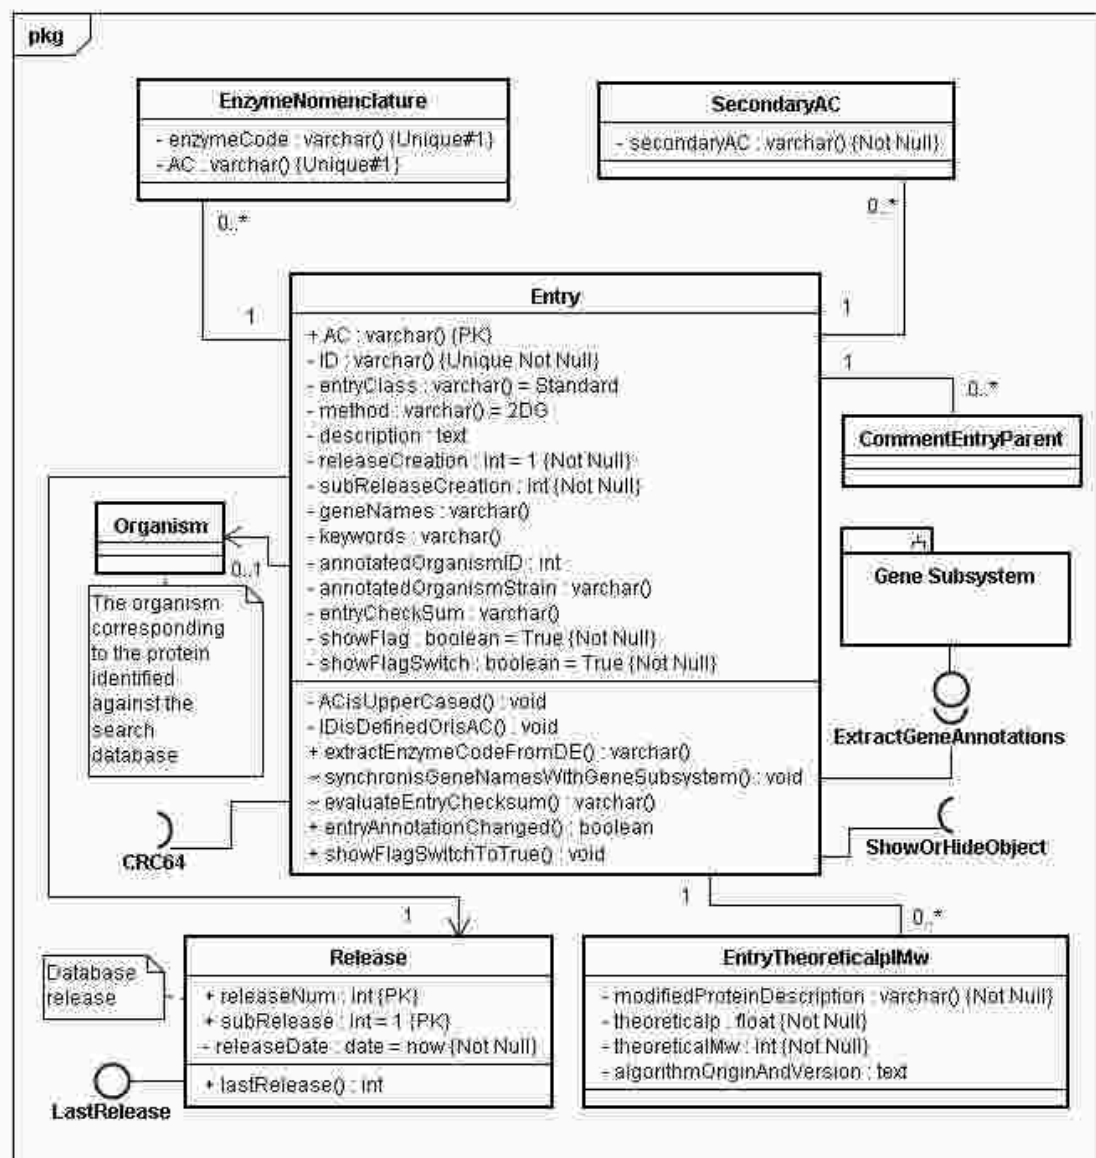 pkg
EnzymeNomenclature
- enzymeCode : varchar() {Unique#1}
- AC : varchar() {Unique#1}
SecondaryAC
- secondaryAC : varchar() {Not Null}
0..*
0..*
1
1
Entry
+ AC : varchar() {PK}
- ID : varchar() {Unique Not Null}
- entryClass : varchar() = Standard
- method : varchar() = 2DG
- description : text
- releaseCreation : int = 1 {Not Null}
- subReleaseCreation : int {Not Null}
- geneNames : varchar()
- keywords : varchar()
- annotatedOrganismID : int
- annotatedOrganismStrain : varchar()
- entryCheckSum : varchar()
- showFlag : boolean = True {Not Null}
- showFlagSwitch : boolean = True {Not Null}
- ACisUpperCased() : void
- IDisDefinedOrIsAC() : void
+ extractEnzymeCodeFromDE() : varchar()
~ synchronisGeneNamesWithGeneSubsystem() : void
~ evaluateEntryChecksum() : varchar()
+ entryAnnotationChanged() : boolean
+ showFlagSwitchToTrue() : void
1
0..*
CommentEntryParent
Organism
0..1
The organism
corresponding
to the protein
identified
against the
search
database
Gene Subsystem
ExtractGeneAnnotations
CRC64
ShowOrHideObject
1
1
0..*
Database
release
Release
+ releaseNum : int {PK}
+ subRelease : int = 1 {PK}
- releaseDate : date = now {Not Null}
+ lastRelease() : int
LastRelease
EntryTheoreticalpIMw
- modifiedProteinDescription : varchar() {Not Null}
- theoreticalp : float {Not Null}
- theoreticalMw : int {Not Null}
- algorithmOriginAndVersion : text